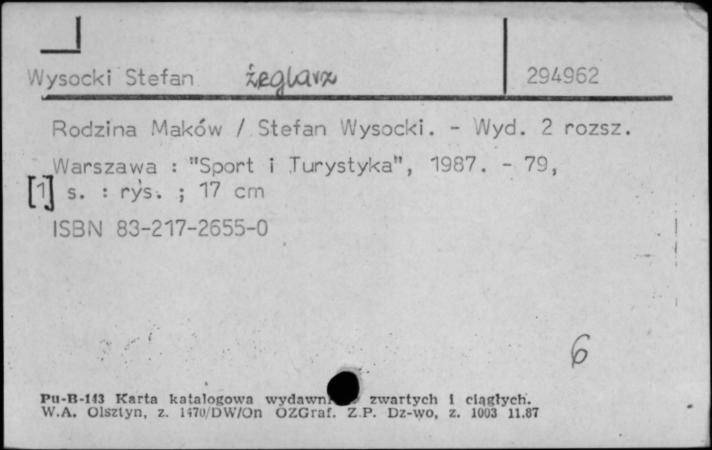 Wysocki Stefan żeglarz 294962
Rodzina Maków / Stefan Wysocki. - Wyd. 2 rozsz.
Warszawa : "Sport i Turystyka", 1987. - 79,
[1] s. : rys. ; 17 cm
ISBN 83-217-2655-0
6
Pu-B-143 Karta katalogowa wydawn zwartych i ciągłych.
W.A. Olsztyn, z. 1470/DW/On OZGraf. Z.P. Dz-wo, z. 1003 11.87